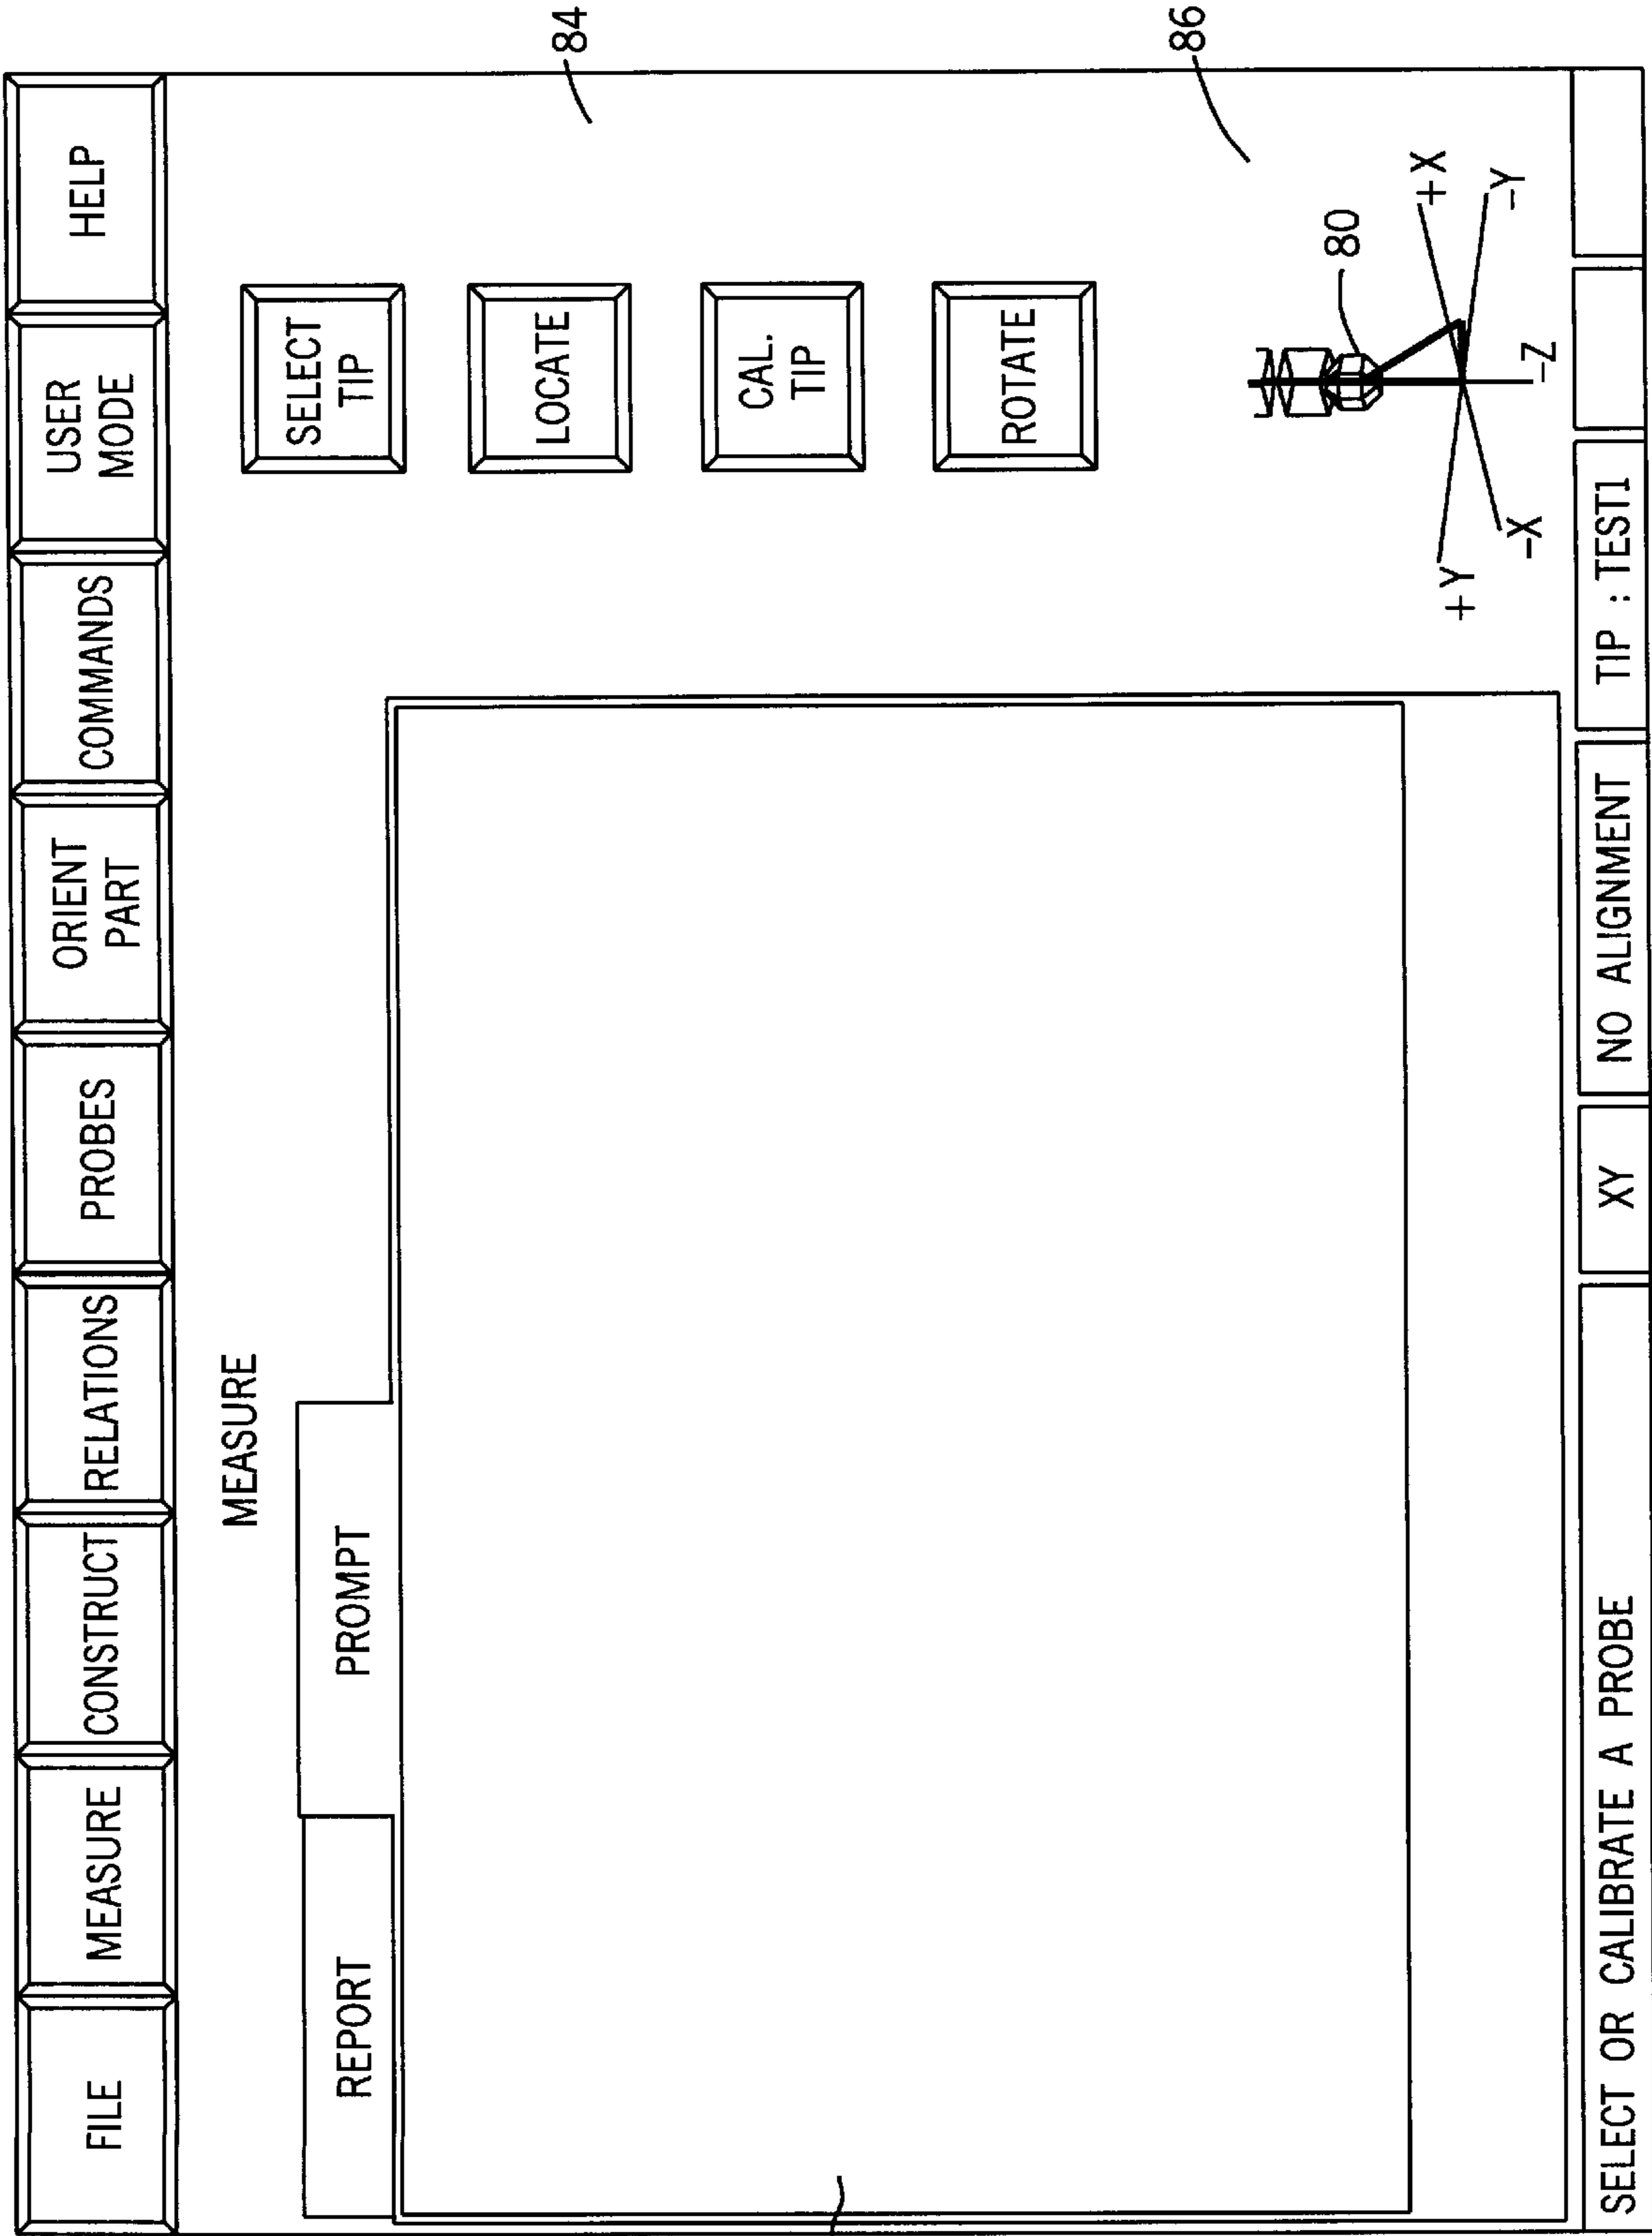 FILE
MEASURE
CONSTRUCT
RELATIONS
PROBES
ORIENT
PART
COMMANDS
USER
MODE
HELP
MEASURE
REPORT
PROMPT
SELECT
TIP
LOCATE
CAL.
TIP
ROTATE
84
86
80
+X
-Y
+Y
-X
-Z
SELECT OR CALIBRATE A PROBE
XY
NO ALIGNMENT
TIP : TEST1